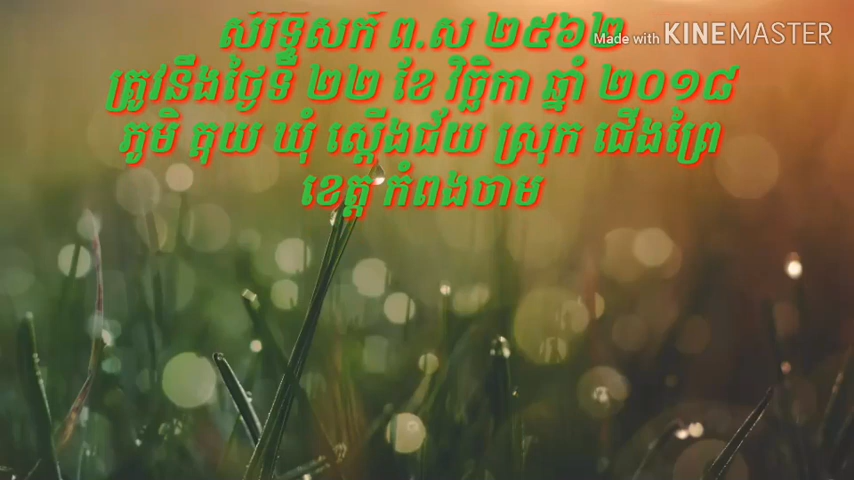 សំរឹទ្ធិស័ក ព.ស ២៥៦២
Made with KINEMASTER
ត្រូវនឹងថ្ងៃទី ២២ ខែ វិច្ឆិកា ឆ្នាំ ២០១៨
ភូមិ គុយ ឃុំ ស្តើងជ័យ ស្រុក ជើងព្រៃ
ខេត្ត កំពង់ចាម